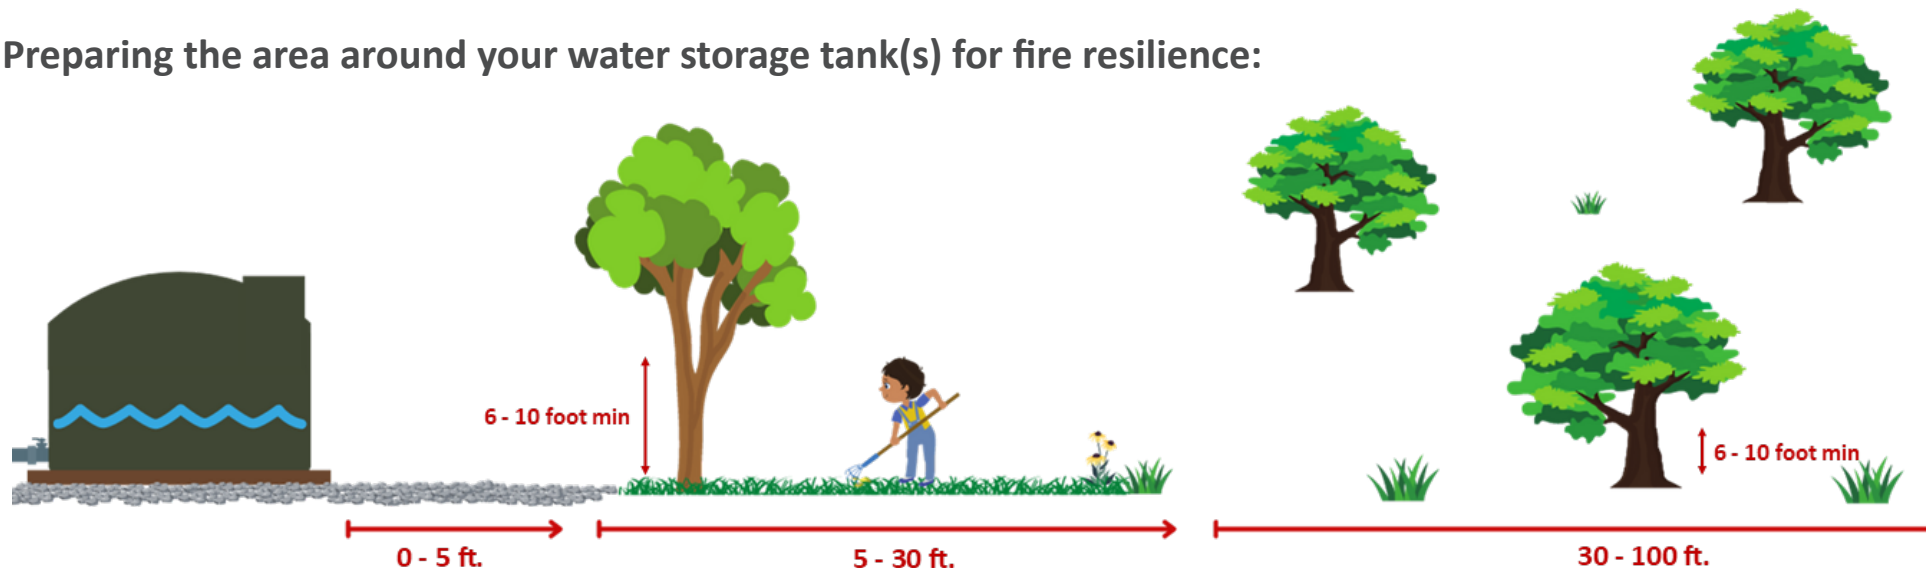 Preparing the area around your water storage tank(s) for fire resilience:
6 - 10 foot min
6 - 10 foot min
0 - 5 ft.
5 - 30 ft.
30 - 100 ft.